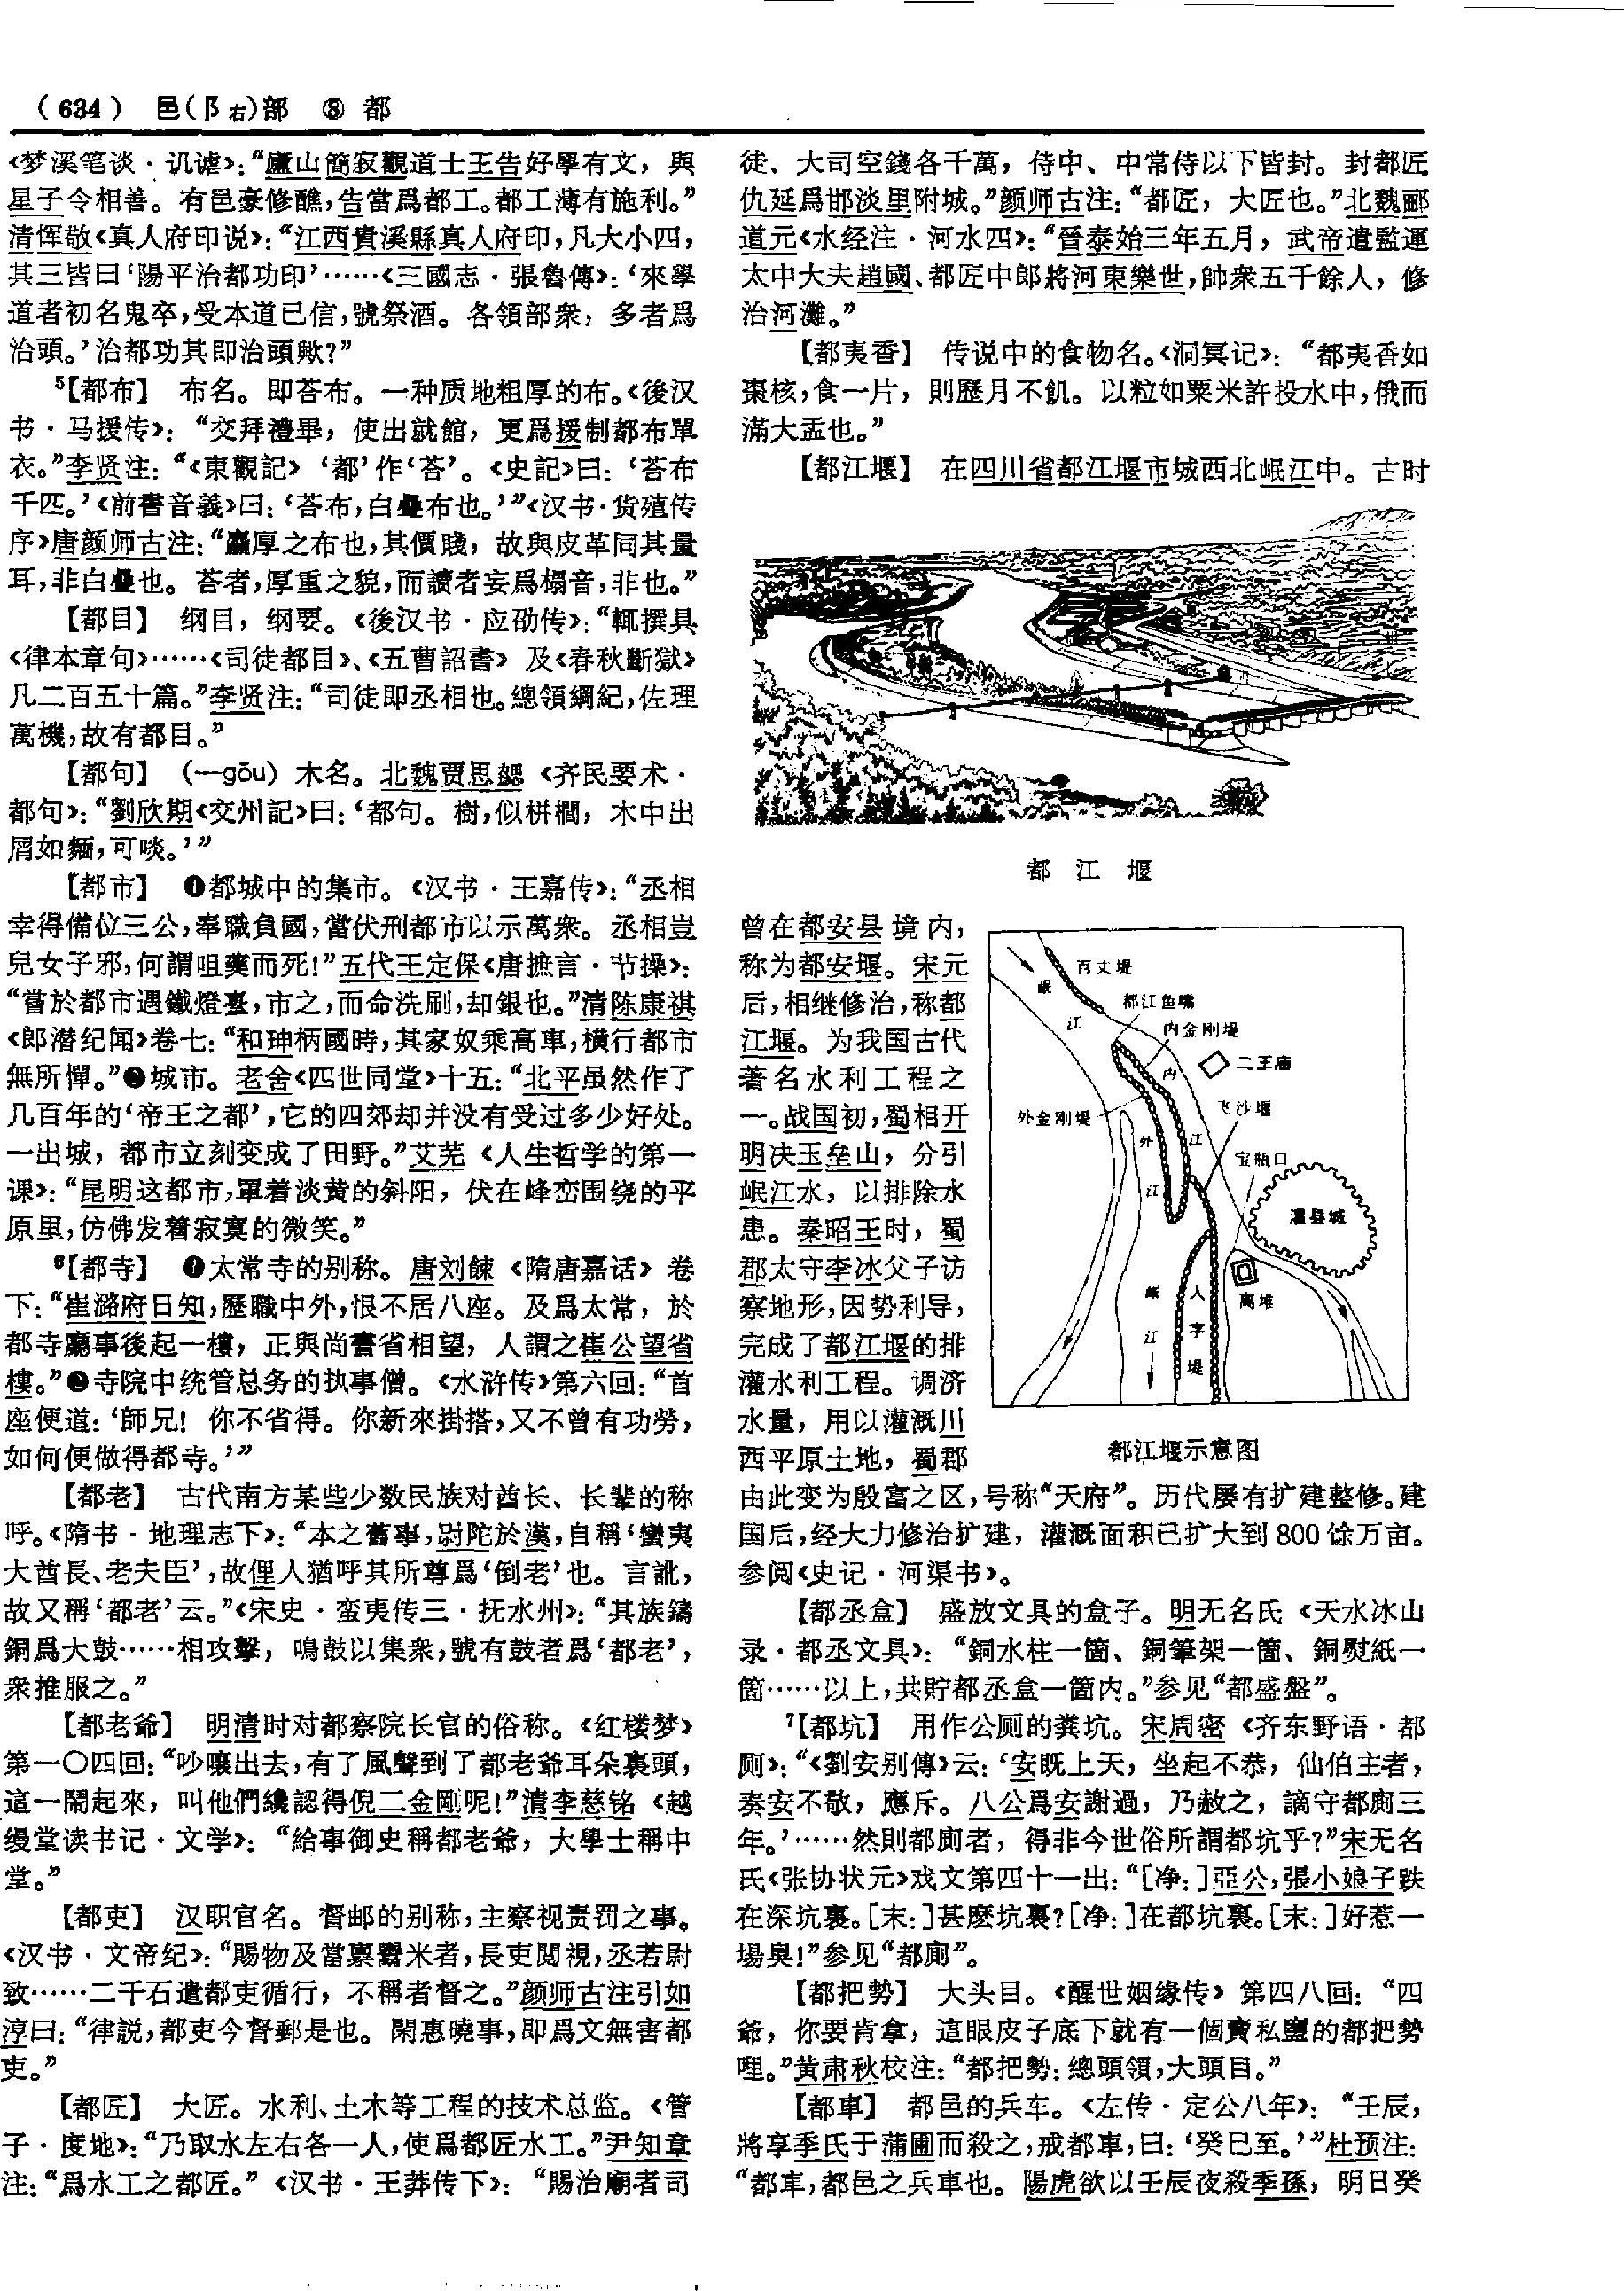 （634） 邑(阝右)部 ⑧ 都
《梦溪笔谈·讥谑》：“廬山簡寂觀道士王告好學有文，與
星子令相善。有邑豪修醮，告當爲都工。都工薄有施利。”
清恽敬《真人府印说》：“江西貴溪縣真人府印，凡大小四，
其三皆曰‘陽平治都功印’……《三國志·張魯傳》：‘來學
道者初名鬼卒，受本道已信，號祭酒。各領部衆，多者爲
治頭。’治都功其即治頭歟？”
⁵【都布】 布名。即荅布。一种质地粗厚的布。《後汉
书·马援传》：“交拜禮畢，使出就館，更爲援制都布單
衣。”李贤注：“《東觀記》‘都’作‘荅’。《史記》曰：‘荅布
千匹。’《前書音義》曰：‘荅布，白疊布也。’”《汉书·货殖传
序》唐颜师古注：“麤厚之布也，其價賤，故與皮革同其量
耳，非白疊也。荅者，厚重之貌，而讀者妄爲榻音，非也。”
【都目】 纲目，纲要。《後汉书·应劭传》：“輒撰具
《律本章句》……《司徒都目》、《五曹詔書》及《春秋斷獄》
凡二百五十篇。”李贤注：“司徒即丞相也。總領綱紀，佐理
萬機，故有都目。”
【都句】 （—gōu）木名。北魏贾思勰《齐民要术·
都句》：“劉欣期《交州記》曰：‘都句。樹，似栟櫚，木中出
屑如麵，可啖。’”
【都市】 ❶都城中的集市。《汉书·王嘉传》：“丞相
幸得備位三公，奉職負國，當伏刑都市以示萬衆。丞相豈
兒女子邪，何謂咀藥而死！”五代王定保《唐摭言·节操》：
“嘗於都市遇鐵燈臺，市之，而命洗刷，却銀也。”清陈康祺
《郎潜纪闻》卷七：“和珅柄國時，其家奴乘高車，橫行都市
無所憚。”❷城市。老舍《四世同堂》十五：“北平虽然作了
几百年的‘帝王之都’，它的四郊却并没有受过多少好处。
一出城，都市立刻变成了田野。”艾芜《人生哲学的第一
课》：“昆明这都市，罩着淡黄的斜阳，伏在峰峦围绕的平
原里，仿佛发着寂寞的微笑。”
⁶【都寺】 ❶太常寺的别称。唐刘餗《隋唐嘉话》卷
下：“崔潞府日知，歷職中外，恨不居八座。及爲太常，於
都寺廳事後起一樓，正與尚書省相望，人謂之崔公望省
樓。”❷寺院中统管总务的执事僧。《水浒传》第六回：“首
座便道：‘師兄！你不省得。你新來掛搭，又不曾有功勞，
如何便做得都寺。’”
【都老】 古代南方某些少数民族对酋长、长辈的称
呼。《隋书·地理志下》：“本之舊事，尉陀於漢，自稱‘蠻夷
大酋長、老夫臣’，故俚人猶呼其所尊爲‘倒老’也。言訛，
故又稱‘都老’云。”《宋史·蛮夷传三·抚水州》：“其族鑄
銅爲大鼓……相攻擊，鳴鼓以集衆，號有鼓者爲‘都老’，
衆推服之。”
【都老爺】 明清时对都察院长官的俗称。《红楼梦》
第一〇四回：“吵嚷出去，有了風聲到了都老爺耳朵裏頭，
這一鬧起來，叫他們纔認得倪二金剛呢！”清李慈铭《越
缦堂读书记·文学》：“給事御史稱都老爺，大學士稱中
堂。”
【都吏】 汉职官名。督邮的别称，主察视责罚之事。
《汉书·文帝纪》：“賜物及當禀鬻米者，長吏閲視，丞若尉
致……二千石遣都吏循行，不稱者督之。”颜师古注引如
淳曰：“律説，都吏今督郵是也。閑惠曉事，即爲文無害都
吏。”
【都匠】 大匠。水利、土木等工程的技术总监。《管
子·度地》：“乃取水左右各一人，使爲都匠水工。”尹知章
注：“爲水工之都匠。”《汉书·王莽传下》：“賜治廟者司
徒、大司空錢各千萬，侍中、中常侍以下皆封。封都匠
仇延爲邯淡里附城。”颜师古注：“都匠，大匠也。”北魏郦
道元《水经注·河水四》：“晉泰始三年五月，武帝遣監運
太中大夫趙國、都匠中郎將河東樂世，帥衆五千餘人，修
治河灘。”
【都夷香】 传说中的食物名。《洞冥记》：“都夷香如
棗核，食一片，則歷月不飢。以粒如粟米許投水中，俄而
滿大盂也。”
【都江堰】 在四川省都江堰市城西北岷江中。古时
都 江 堰
曾在都安县境内，
称为都安堰。宋元
后，相继修治，称都
江堰。为我国古代
著名水利工程之
一。战国初，蜀相开
明决玉垒山，分引
岷江水，以排除水
患。秦昭王时，蜀
郡太守李冰父子访
察地形，因势利导，
完成了都江堰的排
灌水利工程。调济
水量，用以灌溉川
西平原土地，蜀郡
百丈堤
岷
江
都江鱼嘴
内金刚堤
二王庙
内
江
外金刚堤
外
江
飞沙堰
宝瓶口
灌县城
离堆
岷
江
人
字
堤
都江堰示意图
由此变为殷富之区，号称“天府”。历代屡有扩建整修。建
国后，经大力修治扩建，灌溉面积已扩大到800馀万亩。
参阅《史记·河渠书》。
【都丞盒】 盛放文具的盒子。明无名氏《天水冰山
录·都丞文具》：“銅水柱一箇、銅筆架一箇、銅熨紙一
箇……以上，共貯都丞盒一箇内。”参见“都盛盤”。
⁷【都坑】 用作公厕的粪坑。宋周密《齐东野语·都
厕》：“《劉安别傳》云：‘安既上天，坐起不恭，仙伯主者，
奏安不敬，應斥。八公爲安謝過，乃赦之，謫守都廁三
年。’……然則都廁者，得非今世俗所謂都坑乎？”宋无名
氏《张协状元》戏文第四十一出：“［净：］亞公，張小娘子跌
在深坑裏。［末：］甚麽坑裏？［净：］在都坑裏。［末：］好惹一
場臭！”参见“都廁”。
【都把勢】 大头目。《醒世姻缘传》第四八回：“四
爺，你要肯拿，這眼皮子底下就有一個賣私鹽的都把勢
哩。”黄肃秋校注：“都把勢：總頭領，大頭目。”
【都車】 都邑的兵车。《左传·定公八年》：“壬辰，
將享季氏于蒲圃而殺之，戒都車，曰：‘癸巳至。’”杜预注：
“都車，都邑之兵車也。陽虎欲以壬辰夜殺季孫，明日癸